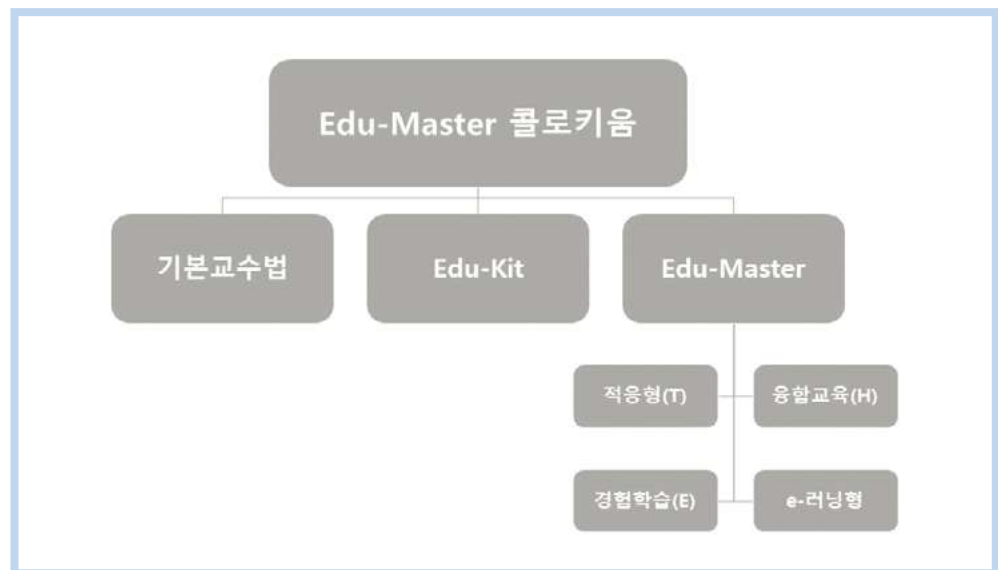 Edu-Master 콜로키움
기본교수법
Edu-Kit
Edu-Master
적응형(T)
융합교육(H)
경험학습(E)
e-러닝형